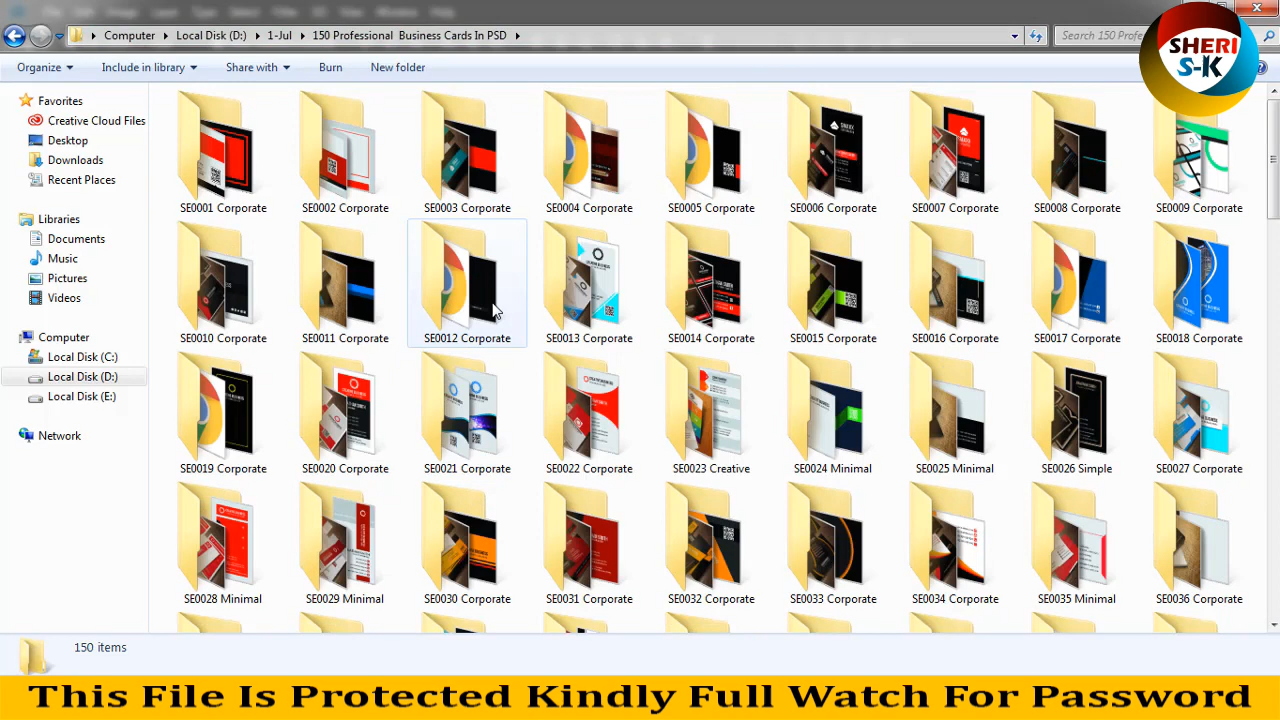 Computer ▸ Local Disk (D:) ▸ 1-Jul ▸ 150 Professional Business Cards In PSD ▸
Search 150 Profe
SHERI
S-K
Organize Include in library Share with Burn New folder
Favorites
Creative Cloud Files
Desktop
Downloads
Recent Places
Libraries
Documents
Music
Pictures
Videos
Computer
Local Disk (C:)
Local Disk (D:)
Local Disk (E:)
Network
SE0001 Corporate SE0002 Corporate SE0003 Corporate SE0004 Corporate SE0005 Corporate SE0006 Corporate SE0007 Corporate SE0008 Corporate SE0009 Corporate
SE0010 Corporate SE0011 Corporate SE0012 Corporate SE0013 Corporate SE0014 Corporate SE0015 Corporate SE0016 Corporate SE0017 Corporate SE0018 Corporate
SE0019 Corporate SE0020 Corporate SE0021 Corporate SE0022 Corporate SE0023 Creative SE0024 Minimal SE0025 Minimal SE0026 Simple SE0027 Corporate
SE0028 Minimal SE0029 Minimal SE0030 Corporate SE0031 Corporate SE0032 Corporate SE0033 Corporate SE0034 Corporate SE0035 Minimal SE0036 Corporate
150 items
This File Is Protected Kindly Full Watch For Password